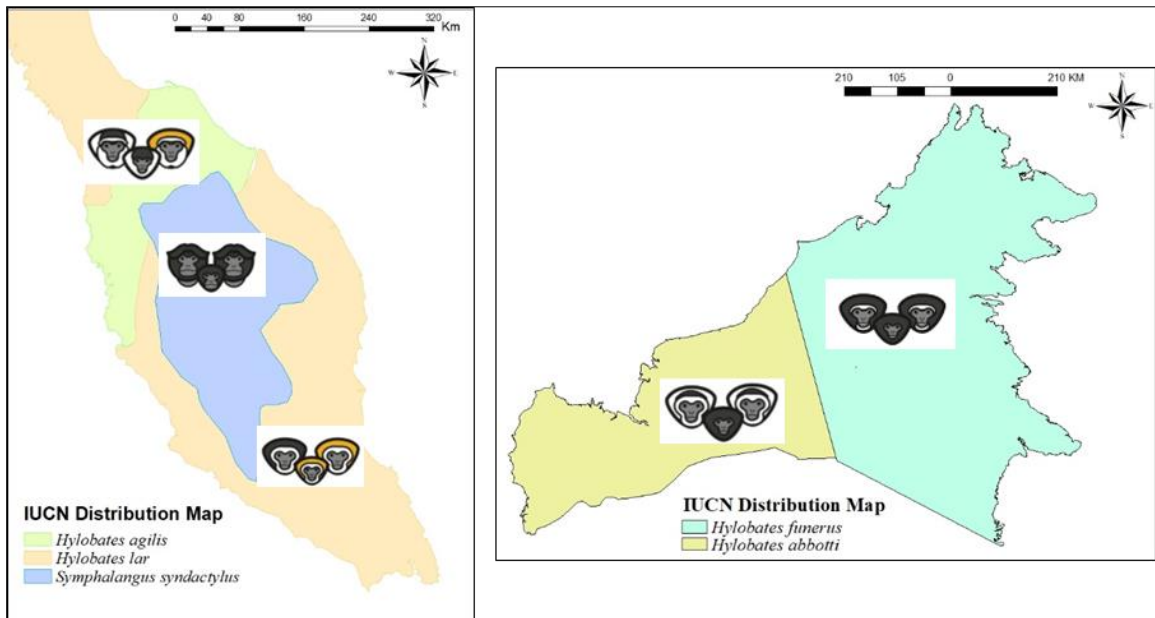 0 40 80 160 240 320
Km
N
W E
S
IUCN Distribution Map
Hylobates agilis
Hylobates lar
Symphalangus syndactylus
210 105 0 210 KM
N
W E
S
IUCN Distribution Map
Hylobates funerus
Hylobates abbotti